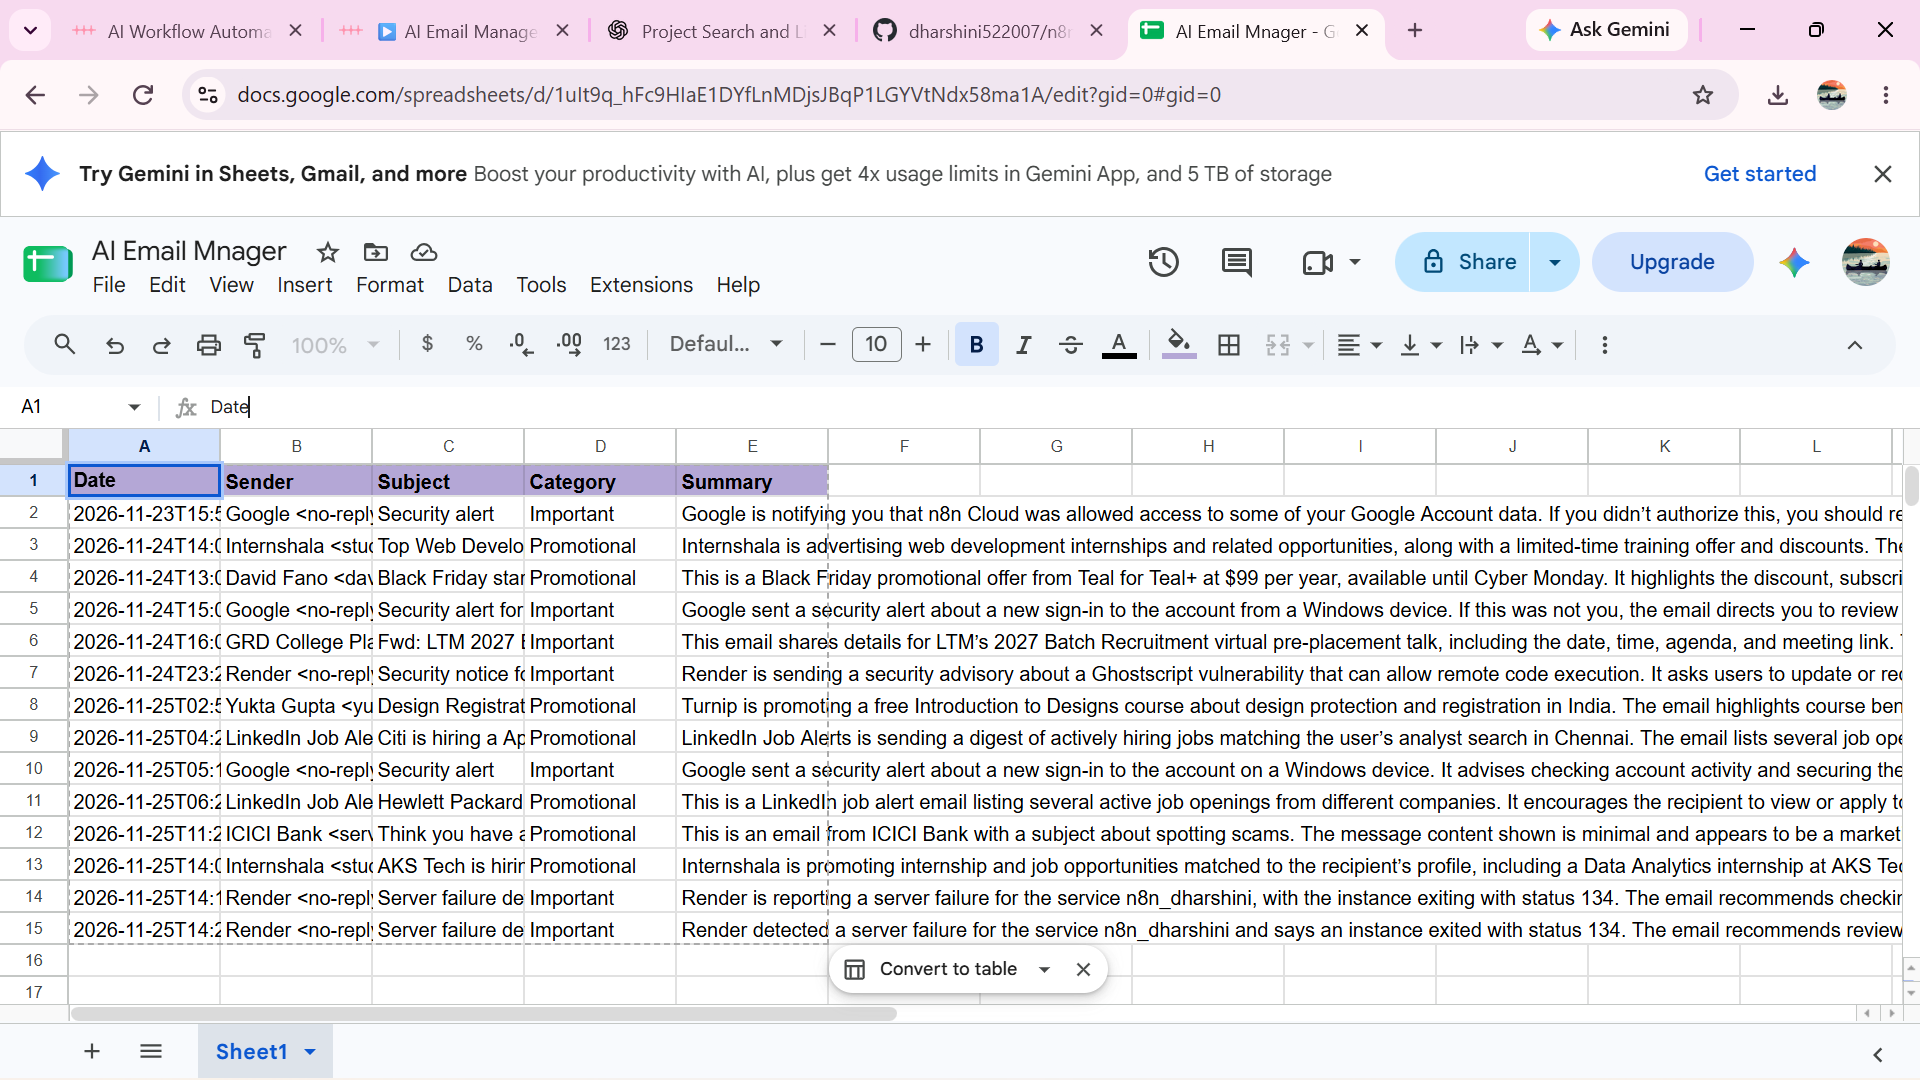 AI Workflow Automa
AI Email Manage
Project Search and L
dharshini522007/n8n
AI Email Mnager - G
Ask Gemini
docs.google.com/spreadsheets/d/1uIt9q_hFc9HIaE1DYfLnMDjsJBqP1LGYVtNdx58ma1A/edit?gid=0#gid=0
Try Gemini in Sheets, Gmail, and more Boost your productivity with AI, plus get 4x usage limits in Gemini App, and 5 TB of storage
Get started
AI Email Mnager
File Edit View Insert Format Data Tools Extensions Help
Share
Upgrade
100% $ % .0 .00 123 Defaul... 10 B I S A
A1 fx Date
A B C D E F G H I J K L
1 Date Sender Subject Category Summary
2 2026-11-23T15:5 Google <no-reply Security alert Important Google is notifying you that n8n Cloud was allowed access to some of your Google Account data. If you didn’t authorize this, you should re
3 2026-11-24T14:0 Internshala <stud Top Web Develo Promotional Internshala is advertising web development internships and related opportunities, along with a limited-time training offer and discounts. The
4 2026-11-24T13:0 David Fano <dav Black Friday star Promotional This is a Black Friday promotional offer from Teal for Teal+ at $99 per year, available until Cyber Monday. It highlights the discount, subscri
5 2026-11-24T15:0 Google <no-reply Security alert for Important Google sent a security alert about a new sign-in to the account from a Windows device. If this was not you, the email directs you to review
6 2026-11-24T16:0 GRD College Pla Fwd: LTM 2027 B Important This email shares details for LTM’s 2027 Batch Recruitment virtual pre-placement talk, including the date, time, agenda, and meeting link.
7 2026-11-24T23:2 Render <no-reply Security notice fo Important Render is sending a security advisory about a Ghostscript vulnerability that can allow remote code execution. It asks users to update or red
8 2026-11-25T02:5 Yukta Gupta <yu Design Registrat Promotional Turnip is promoting a free Introduction to Designs course about design protection and registration in India. The email highlights course ben
9 2026-11-25T04:2 LinkedIn Job Ale Citi is hiring a Ap Promotional LinkedIn Job Alerts is sending a digest of actively hiring jobs matching the user’s analyst search in Chennai. The email lists several job ope
10 2026-11-25T05:1 Google <no-reply Security alert Important Google sent a security alert about a new sign-in to the account on a Windows device. It advises checking account activity and securing the
11 2026-11-25T06:2 LinkedIn Job Ale Hewlett Packard Promotional This is a LinkedIn job alert email listing several active job openings from different companies. It encourages the recipient to view or apply to
12 2026-11-25T11:2 ICICI Bank <serv Think you have a Promotional This is an email from ICICI Bank with a subject about spotting scams. The message content shown is minimal and appears to be a market
13 2026-11-25T14:0 Internshala <stud AKS Tech is hirin Promotional Internshala is promoting internship and job opportunities matched to the recipient’s profile, including a Data Analytics internship at AKS Tec
14 2026-11-25T14:1 Render <no-reply Server failure de Important Render is reporting a server failure for the service n8n_dharshini, with the instance exiting with status 134. The email recommends checkin
15 2026-11-25T14:2 Render <no-reply Server failure de Important Render detected a server failure for the service n8n_dharshini and says an instance exited with status 134. The email recommends review
16
17
Convert to table
Sheet1